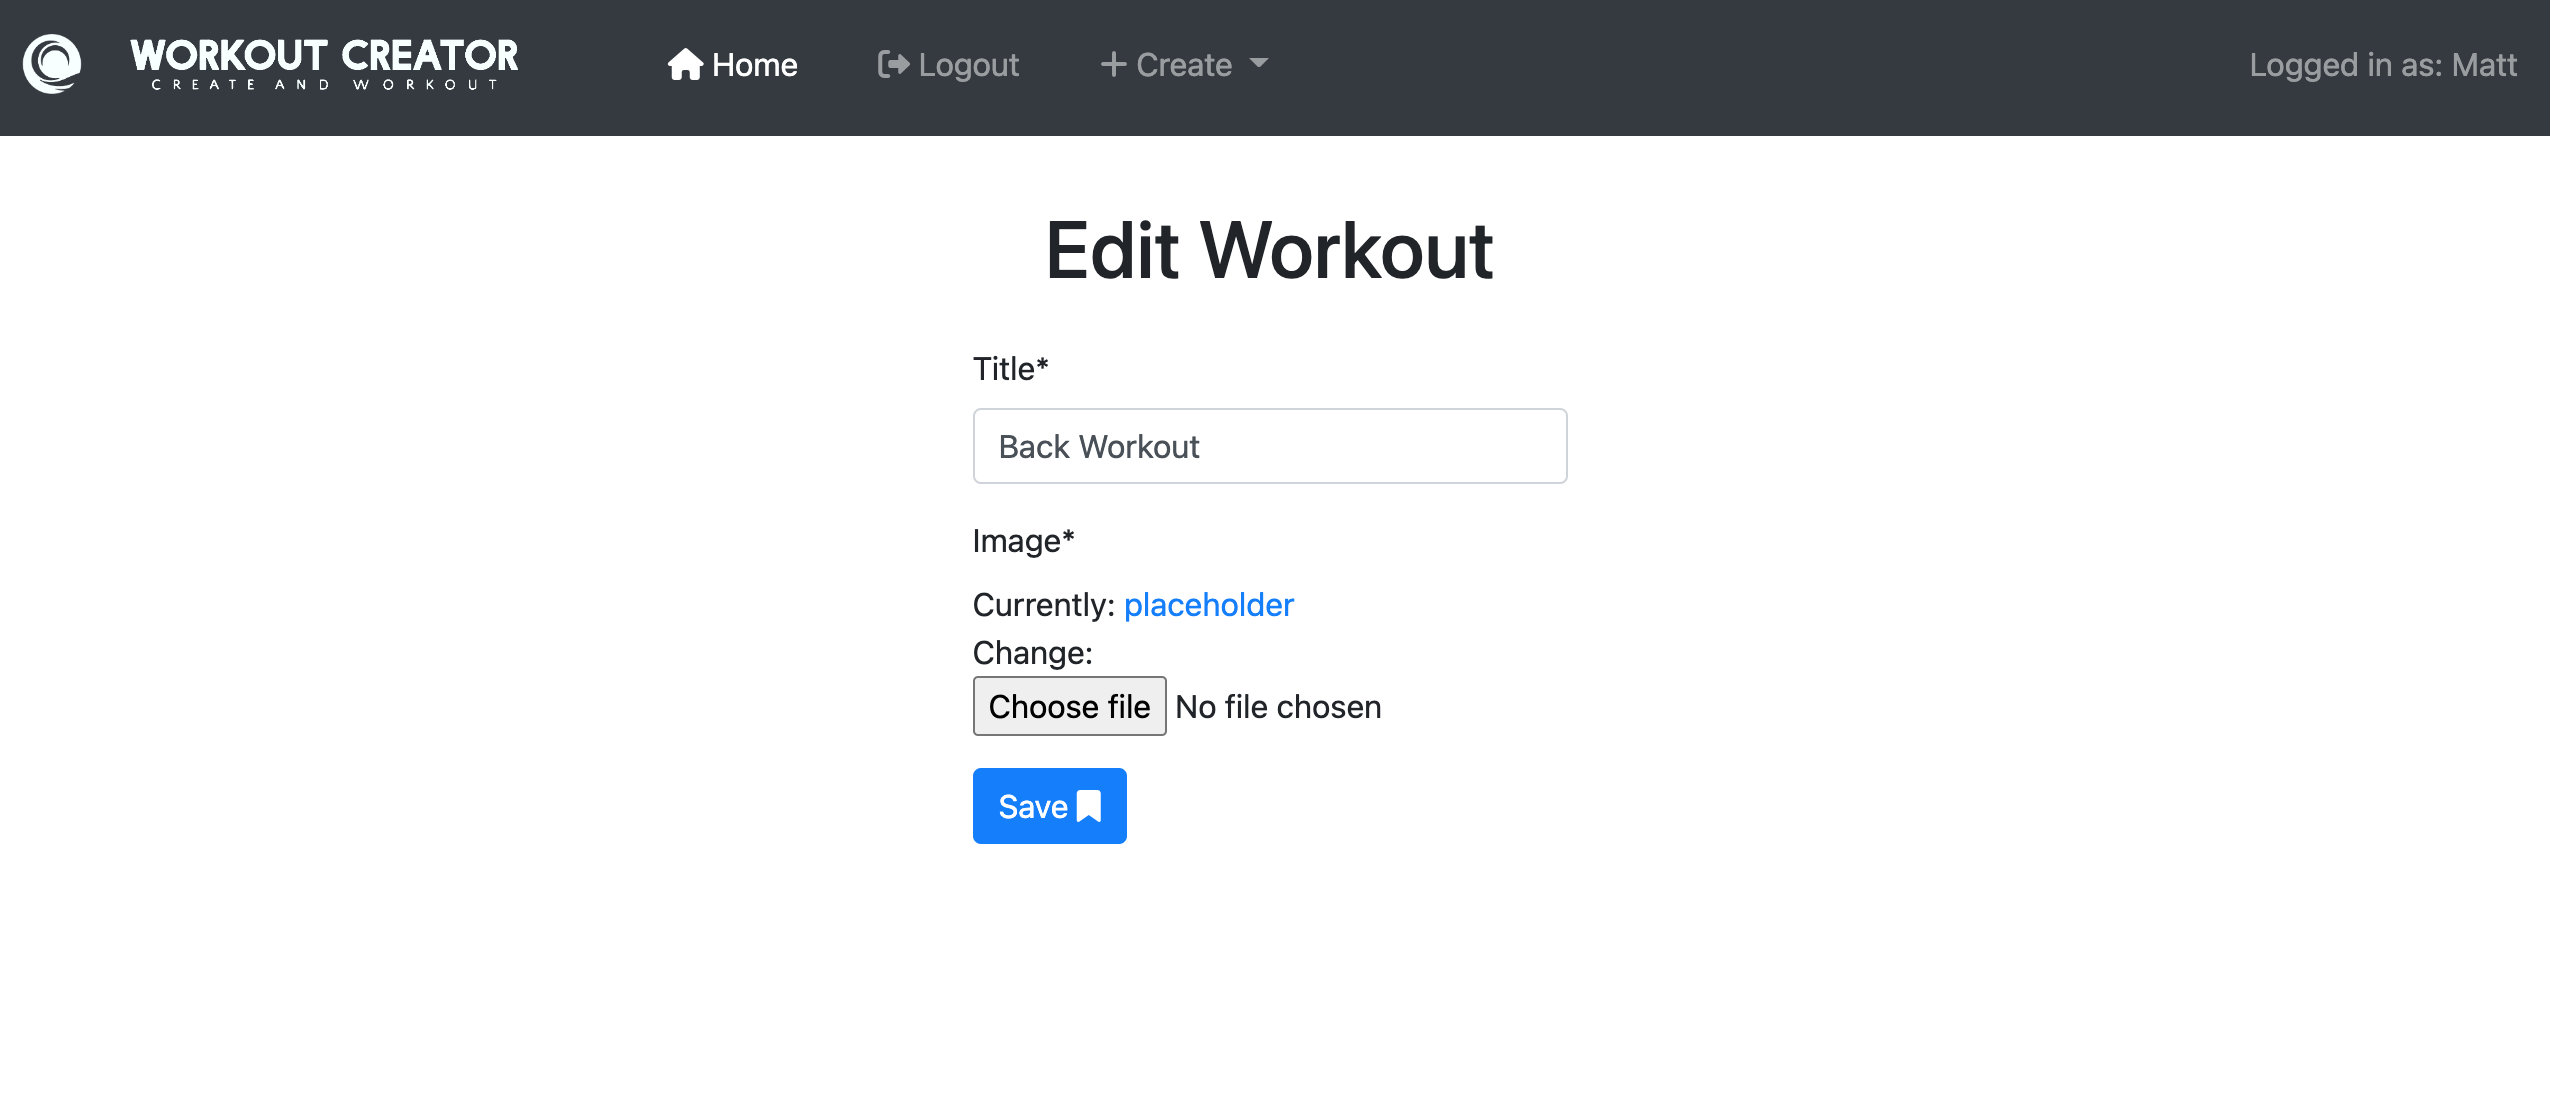 WORKOUT CREATOR
CREATE AND WORKOUT
Home
Logout
Create
Logged in as: Matt
Edit Workout
Title*
Back Workout
Image*
Currently: placeholder
Change:
Choose file No file chosen
Save